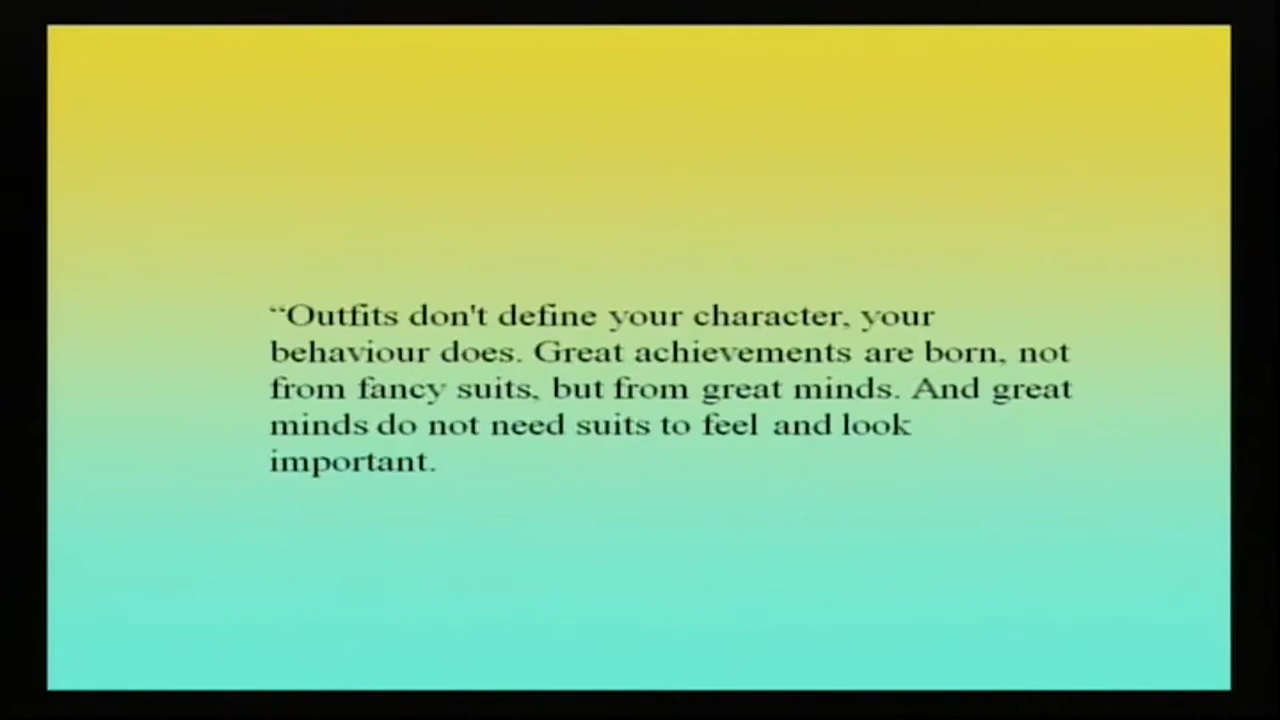 “Outfits don't define your character, your
behaviour does. Great achievements are born, not
from fancy suits, but from great minds. And great
minds do not need suits to feel and look
important.